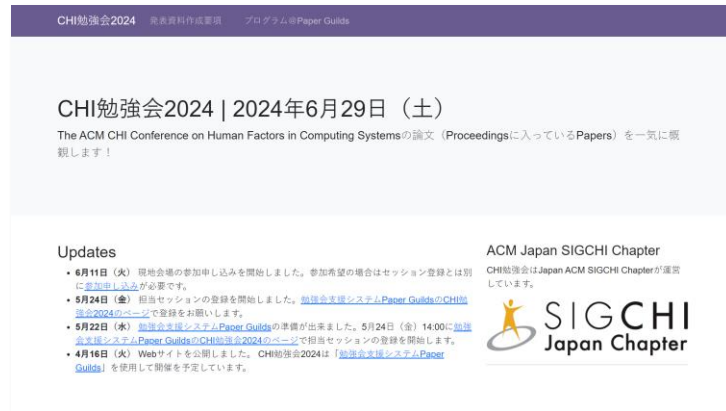 CHI勉強会2024 発表資料作成要項 プログラム@Paper Guilds
CHI勉強会2024 | 2024年6月29日（土）
The ACM CHI Conference on Human Factors in Computing Systemsの論文（Proceedingsに入っているPapers）を一気に概
観します！
Updates
6月11日（火） 現地会場の参加申し込みを開始しました。参加希望の場合はセッション登録とは別
に参加申し込みが必要です。
5月24日（金） 担当セッションの登録を開始しました。勉強会支援システムPaper GuildsのCHI勉
強会2024のページで登録をお願いします。
5月22日（水） 勉強会支援システムPaper Guildsの準備が出来ました。5月24日（金）14:00に勉強
会支援システムPaper GuildsのCHI勉強会2024のページで担当セッションの登録を開始します。
4月16日（火） Webサイトを公開しました。 CHI勉強会2024は「勉強会支援システムPaper
Guilds」を使用して開催を予定しています。
ACM Japan SIGCHI Chapter
CHI勉強会はJapan ACM SIGCHI Chapterが運営
しています。
SIGCHI
Japan Chapter